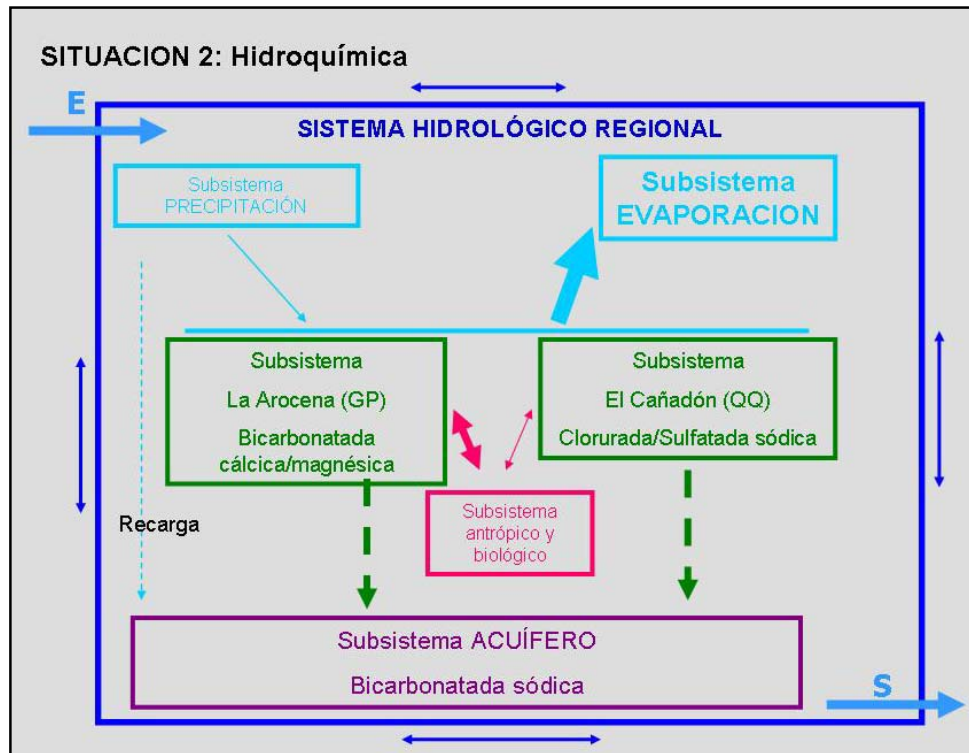 SITUACION 2: Hidroquímica
E
SISTEMA HIDROLÓGICO REGIONAL
Subsistema
PRECIPITACIÓN
Subsistema
EVAPORACION
Subsistema
La Arocena (GP)
Bicarbonatada
cálcica/magnésica
Subsistema
El Cañadón (QQ)
Clorurada/Sulfatada sódica
Subsistema
antrópico y
biológico
Recarga
Subsistema ACUÍFERO
Bicarbonatada sódica
S